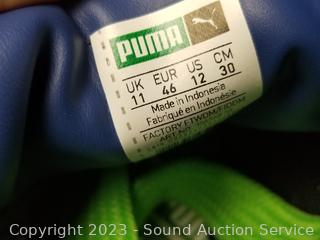 PUMA
UK EUR US CM
11 46 12 30
Made in Indonesia
Fabriqué en Indonésie
FACTORY
Copyright 2023 - Sound Auction Service